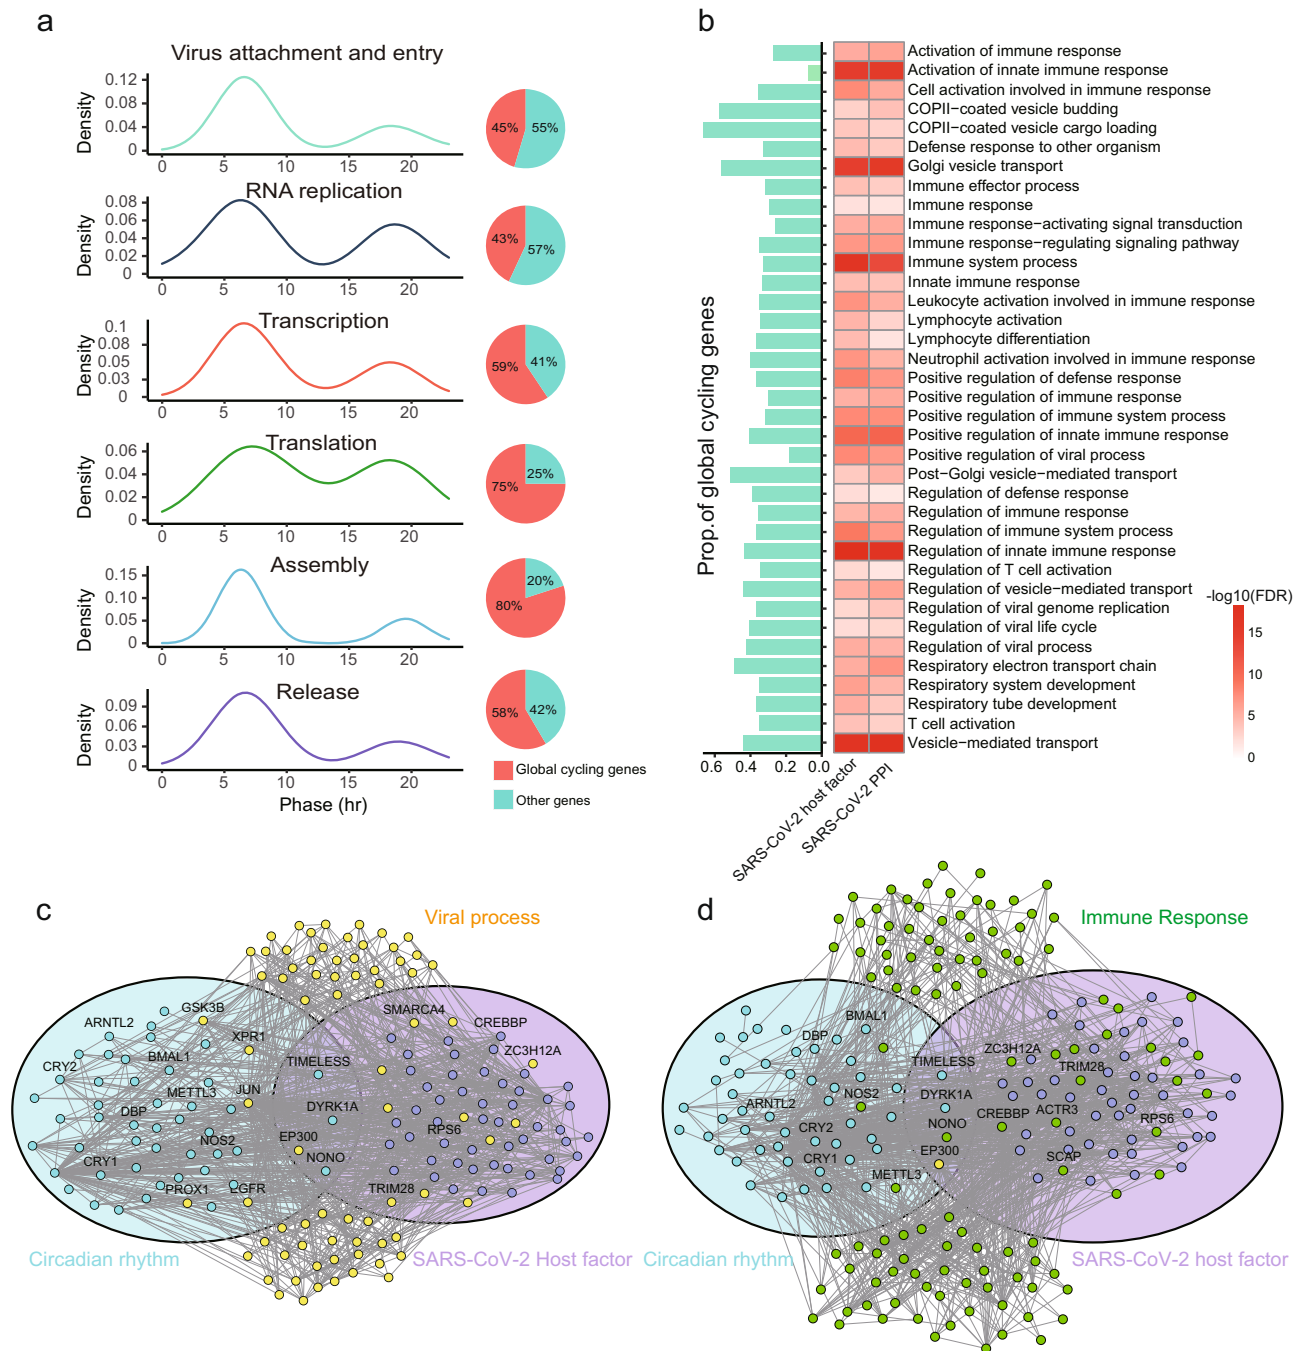 a
Virus attachment and entry
Density
0.12
0.08
0.04
0
0 5 10 15 20
45% 55%
RNA replication
Density
0.08
0.06
0.04
0.02
0
0 5 10 15 20
43% 57%
Transcription
Density
0.1
0.08
0.05
0.03
0
0 5 10 15 20
59% 41%
Translation
Density
0.06
0.04
0.02
0
0 5 10 15 20
75% 25%
Assembly
Density
0.15
0.10
0.05
0
0 5 10 15 20
80% 20%
Release
Density
0.09
0.06
0.03
0
0 5 10 15 20
58% 42%
Phase (hr)
Global cycling genes
Other genes
b
Prop.of global cycling genes
Activation of immune response
Activation of innate immune response
Cell activation involved in immune response
COPII−coated vesicle budding
COPII−coated vesicle cargo loading
Defense response to other organism
Golgi vesicle transport
Immune effector process
Immune response
Immune response−activating signal transduction
Immune response−regulating signaling pathway
Immune system process
Innate immune response
Leukocyte activation involved in immune response
Lymphocyte activation
Lymphocyte differentiation
Neutrophil activation involved in immune response
Positive regulation of defense response
Positive regulation of immune response
Positive regulation of immune system process
Positive regulation of innate immune response
Positive regulation of viral process
Post−Golgi vesicle−mediated transport
Regulation of defense response
Regulation of immune response
Regulation of immune system process
Regulation of innate immune response
Regulation of T cell activation
Regulation of vesicle−mediated transport
Regulation of viral genome replication
Regulation of viral life cycle
Regulation of viral process
Respiratory electron transport chain
Respiratory system development
Respiratory tube development
T cell activation
Vesicle−mediated transport
0.6 0.4 0.2 0.0
SARS-CoV-2 host factor
SARS-CoV-2 PPI
-log10(FDR)
15
10
5
0
c
Viral process
GSK3B
SMARCA4
ARNTL2
CREBBP
XPR1
BMAL1
TIMELESS
ZC3H12A
CRY2
METTL3
JUN
DBP
DYRK1A
NOS2
EP300
RPS6
CRY1
NONO
PROX1
EGFR
TRIM28
Circadian rhythm
SARS-CoV-2 Host factor
d
Immune Response
BMAL1
DBP
TIMELESS
ZC3H12A
TRIM28
NOS2
ARNTL2
DYRK1A
CREBBP
ACTR3
CRY2
NONO
RPS6
CRY1
EP300
SCAP
METTL3
Circadian rhythm
SARS-CoV-2 host factor